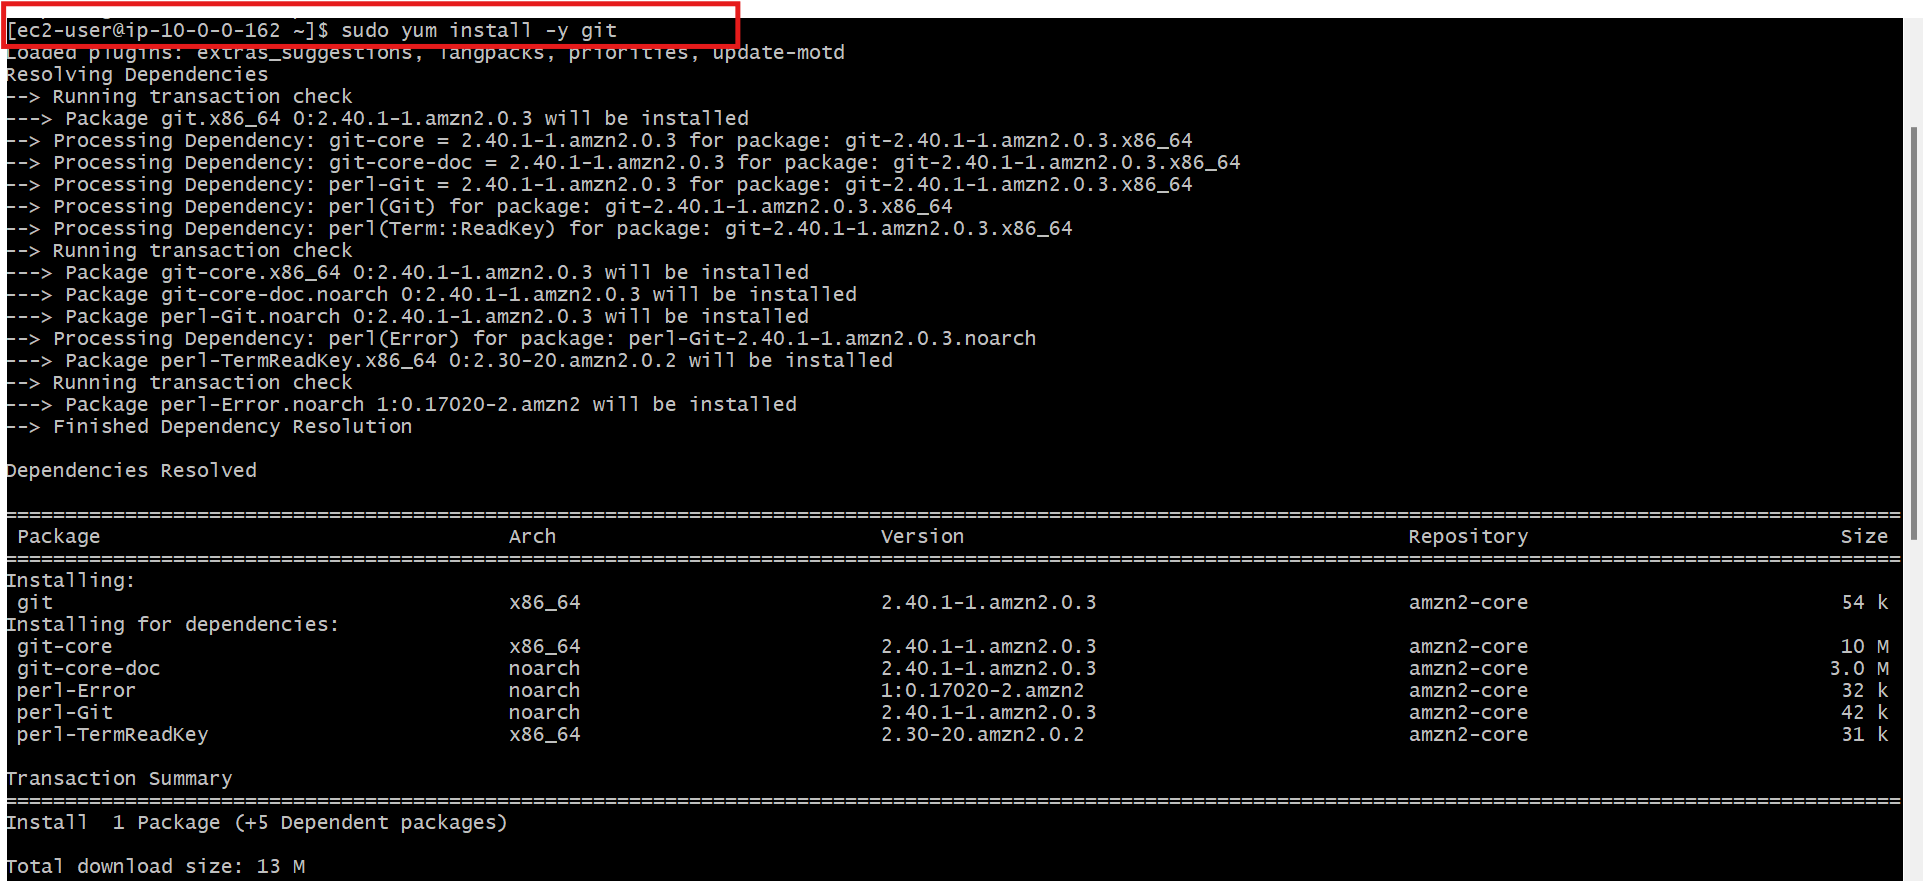 [ec2-user@ip-10-0-0-162 ~]$ sudo yum install -y git
Loaded plugins: extras_suggestions, langpacks, priorities, update-motd
Resolving Dependencies
--> Running transaction check
---> Package git.x86_64 0:2.40.1-1.amzn2.0.3 will be installed
--> Processing Dependency: git-core = 2.40.1-1.amzn2.0.3 for package: git-2.40.1-1.amzn2.0.3.x86_64
--> Processing Dependency: git-core-doc = 2.40.1-1.amzn2.0.3 for package: git-2.40.1-1.amzn2.0.3.x86_64
--> Processing Dependency: perl-Git = 2.40.1-1.amzn2.0.3 for package: git-2.40.1-1.amzn2.0.3.x86_64
--> Processing Dependency: perl(Git) for package: git-2.40.1-1.amzn2.0.3.x86_64
--> Processing Dependency: perl(Term::ReadKey) for package: git-2.40.1-1.amzn2.0.3.x86_64
--> Running transaction check
---> Package git-core.x86_64 0:2.40.1-1.amzn2.0.3 will be installed
---> Package git-core-doc.noarch 0:2.40.1-1.amzn2.0.3 will be installed
---> Package perl-Git.noarch 0:2.40.1-1.amzn2.0.3 will be installed
--> Processing Dependency: perl(Error) for package: perl-Git-2.40.1-1.amzn2.0.3.noarch
---> Package perl-TermReadKey.x86_64 0:2.30-20.amzn2.0.2 will be installed
--> Running transaction check
---> Package perl-Error.noarch 1:0.17020-2.amzn2 will be installed
--> Finished Dependency Resolution
Dependencies Resolved
Package Arch Version Repository Size
Installing:
git x86_64 2.40.1-1.amzn2.0.3 amzn2-core 54 k
Installing for dependencies:
git-core x86_64 2.40.1-1.amzn2.0.3 amzn2-core 10 M
git-core-doc noarch 2.40.1-1.amzn2.0.3 amzn2-core 3.0 M
perl-Error noarch 1:0.17020-2.amzn2 amzn2-core 32 k
perl-Git noarch 2.40.1-1.amzn2.0.3 amzn2-core 42 k
perl-TermReadKey x86_64 2.30-20.amzn2.0.2 amzn2-core 31 k
Transaction Summary
Install 1 Package (+5 Dependent packages)
Total download size: 13 M